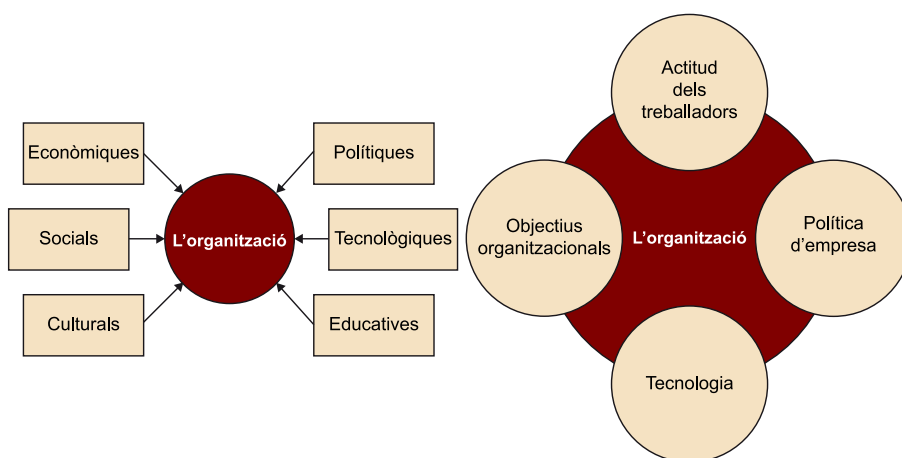 Econòmiques
Socials
Culturals
L'organització
Polítiques
Tecnològiques
Educatives
Actitud
dels
treballadors
Objectius
organitzacionals
L'organització
Política
d'empresa
Tecnologia